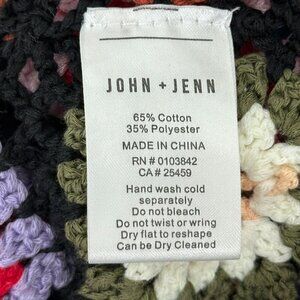 JOHN + JENN
65% Cotton
35% Polyester
MADE IN CHINA
RN # 0103842
CA # 25459
Hand wash cold
separately
Do not bleach
Do not twist or wring
Dry flat to reshape
Can be Dry Cleaned